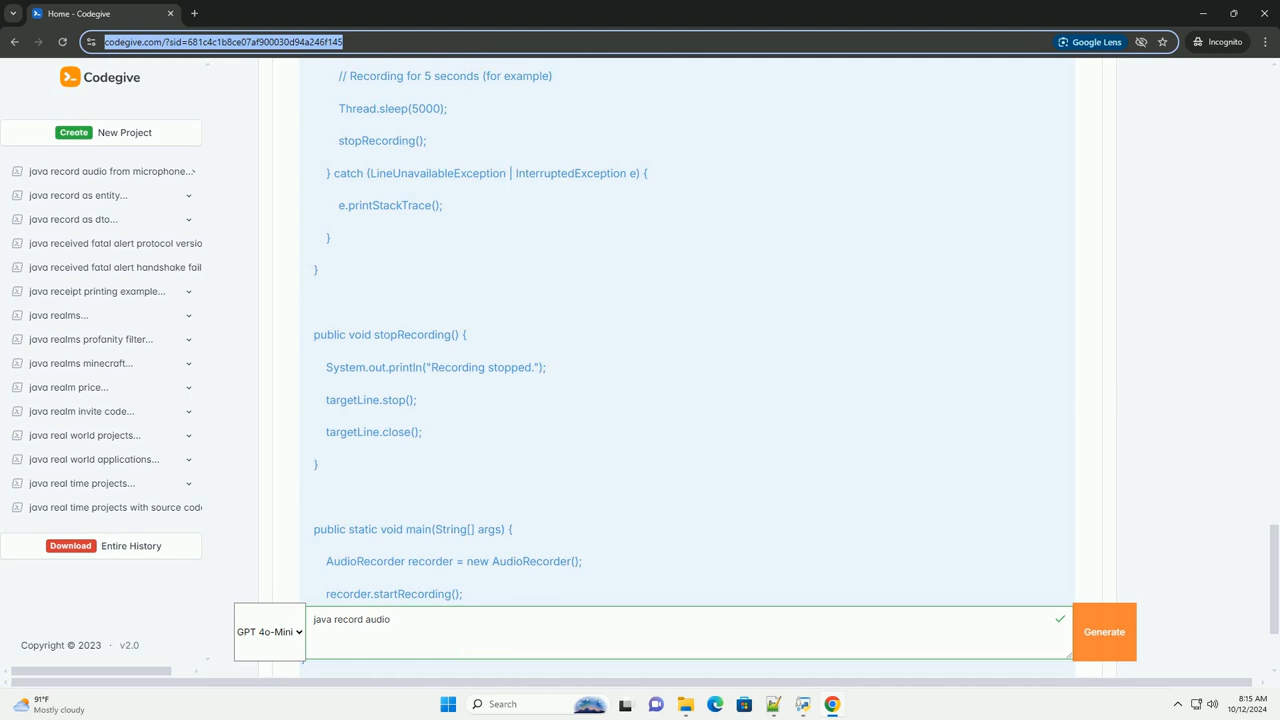 Home - Codegive
codegive.com/?sid=681c4c1b8ce07af900030d94a246f145
Google Lens
Incognito
Codegive
Create New Project
java record audio from microphone...
java record as entity...
java record as dto...
java received fatal alert protocol versio
java received fatal alert handshake fail
java receipt printing example...
java realms...
java realms profanity filter...
java realms minecraft...
java realm price...
java realm invite code...
java real world projects...
java real world applications...
java real time projects...
java real time projects with source code
Download Entire History
Copyright © 2023 · v2.0
// Recording for 5 seconds (for example)
Thread.sleep(5000);
stopRecording();
} catch (LineUnavailableException | InterruptedException e) {
e.printStackTrace();
}
}
public void stopRecording() {
System.out.println("Recording stopped.");
targetLine.stop();
targetLine.close();
}
public static void main(String[] args) {
AudioRecorder recorder = new AudioRecorder();
recorder.startRecording();
GPT 4o-Mini
java record audio
Generate
91°F
Mostly cloudy
Search
8:15 AM
10/12/2024